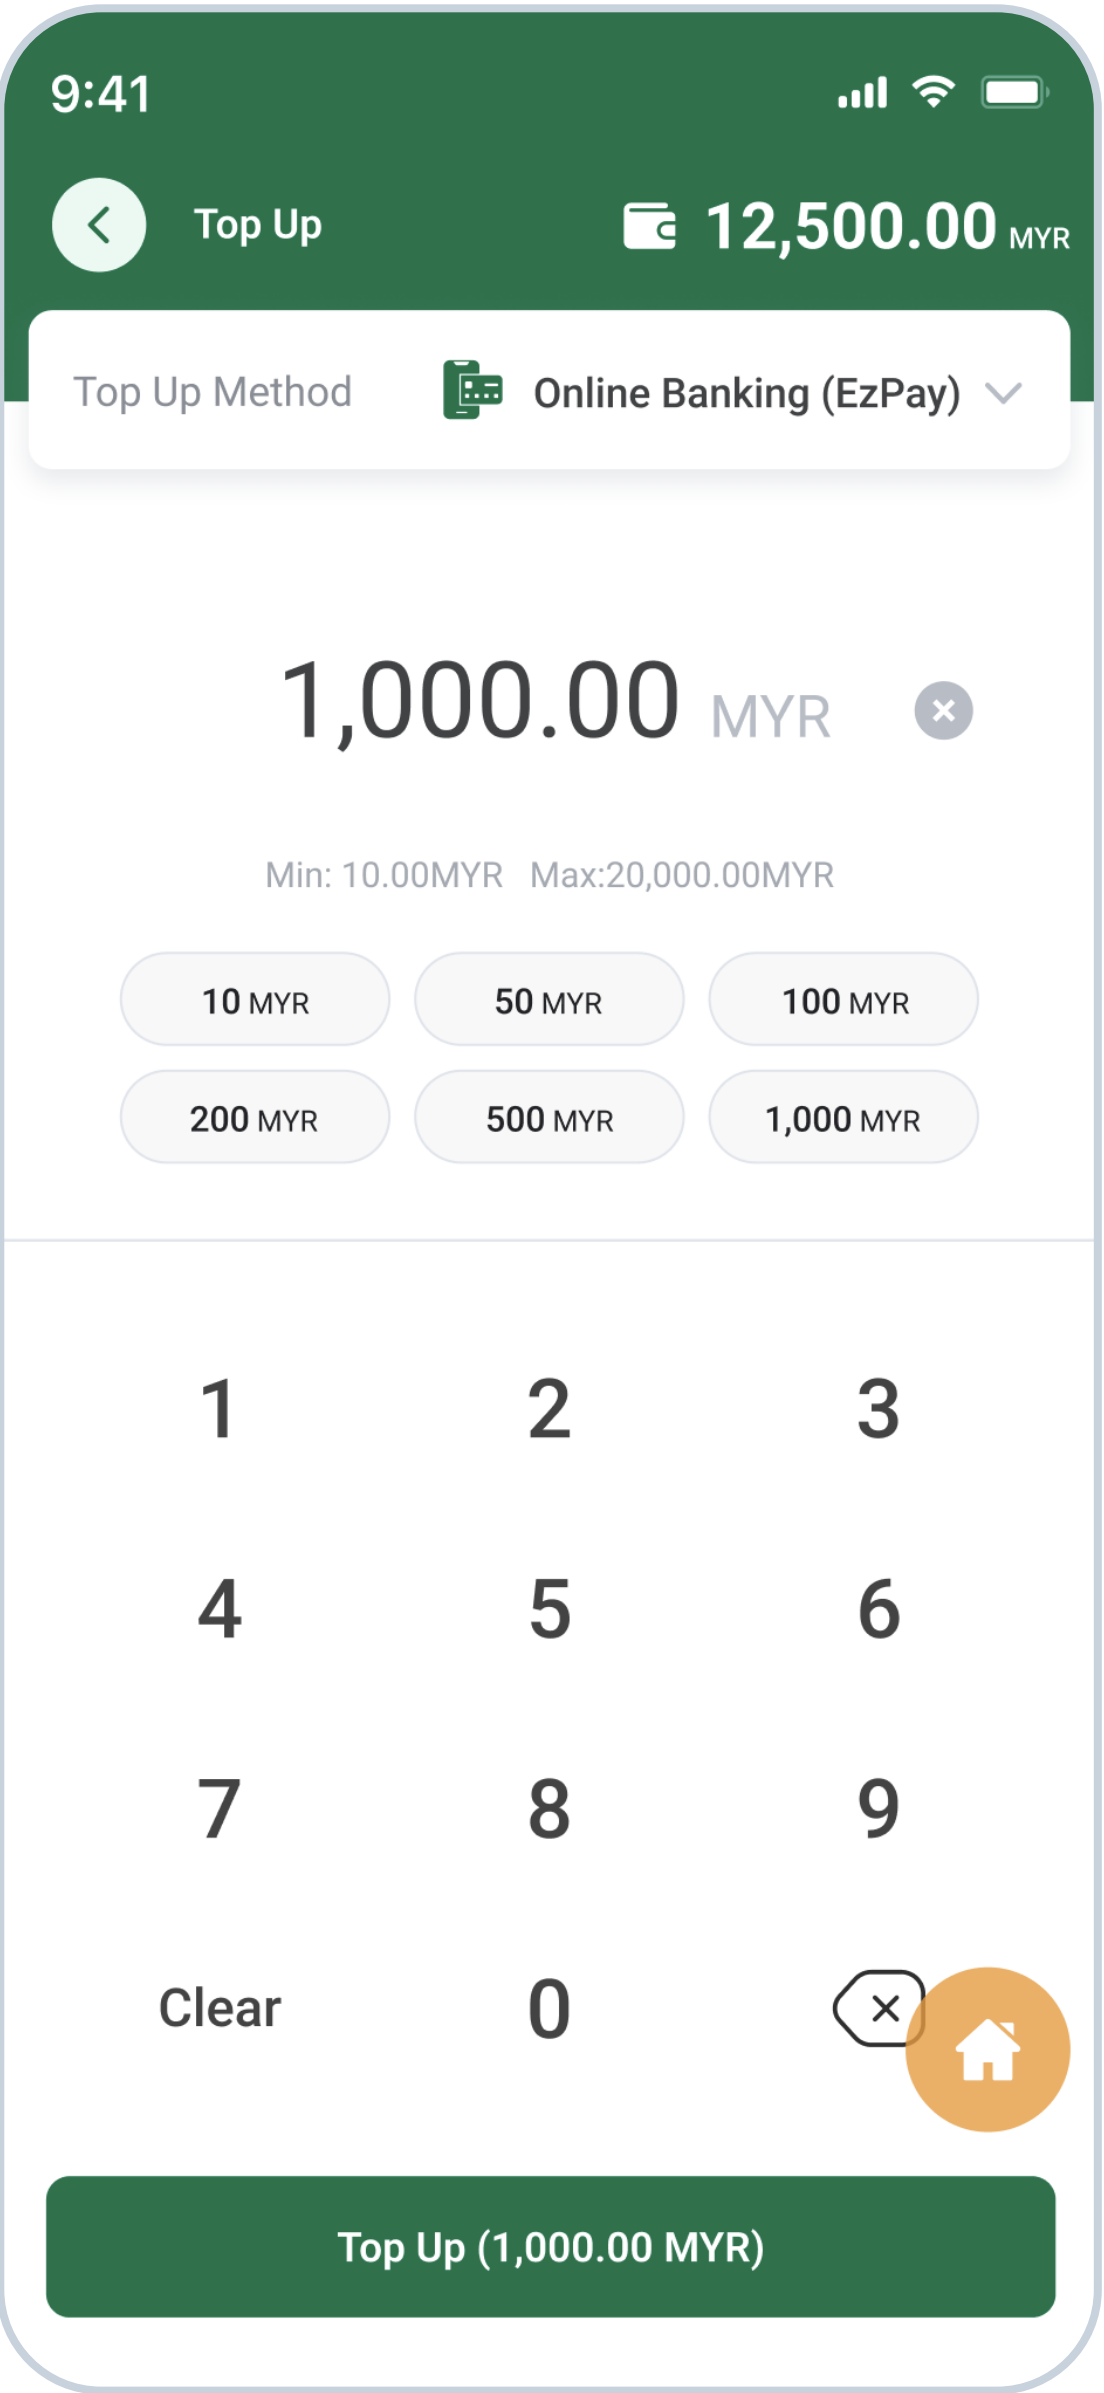 9:41
Top Up 12,500.00 MYR
Top Up Method Online Banking (EzPay)
1,000.00 MYR
Min: 10.00MYR Max:20,000.00MYR
10 MYR 50 MYR 100 MYR
200 MYR 500 MYR 1,000 MYR
1 2 3
4 5 6
7 8 9
Clear 0
Top Up (1,000.00 MYR)